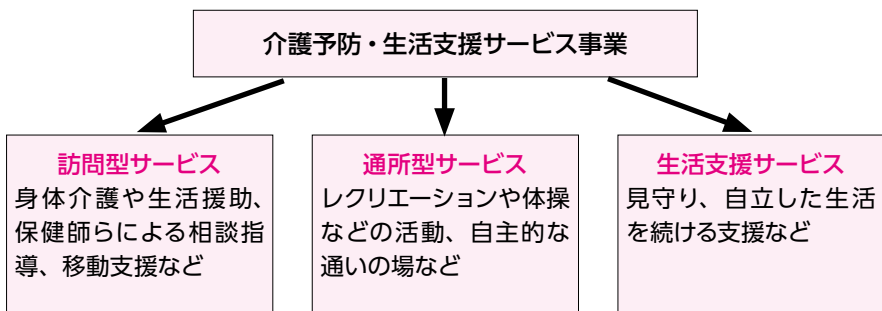 介護予防・生活支援サービス事業
訪問型サービス
身体介護や生活援助、
保健師らによる相談指
導、移動支援など
通所型サービス
レクリエーションや体操
などの活動、自主的な
通いの場など
生活支援サービス
見守り、自立した生活
を続ける支援など